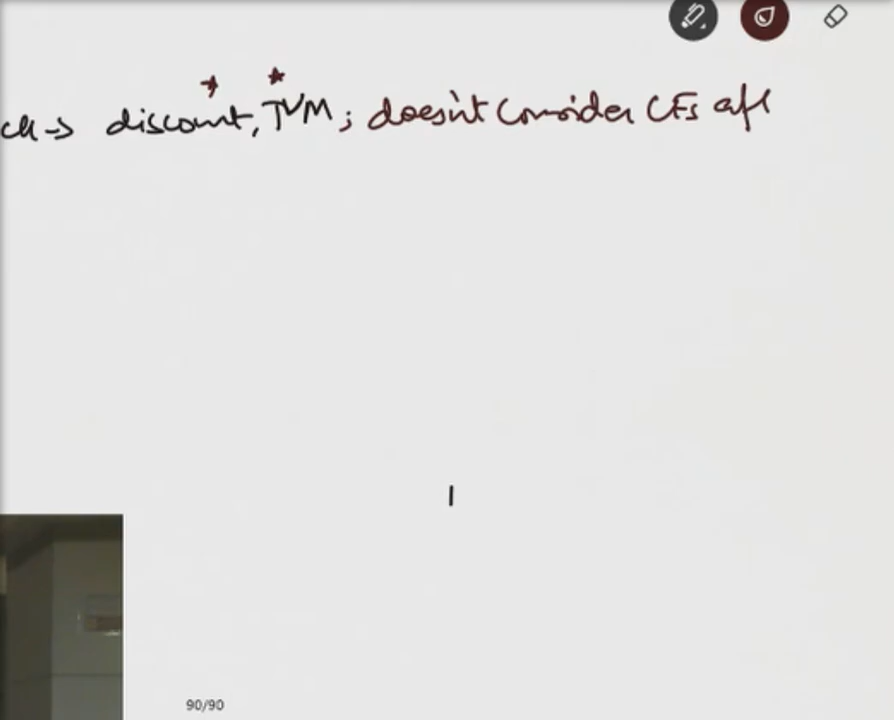 ck → discount, TVM; doesn't consider CFs aft
90/90